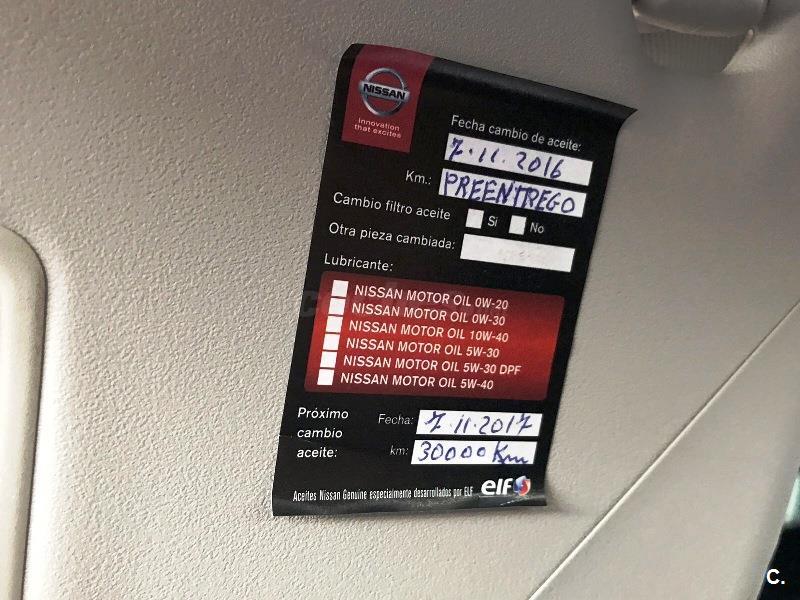 NISSAN
Innovation
that excites
Fecha cambio de aceite:
7.11.2016
Km.: PREENTREGO
Cambio filtro aceite Si No
Otra pieza cambiada:
Lubricante:
NISSAN MOTOR OIL 0W-20
NISSAN MOTOR OIL 0W-30
NISSAN MOTOR OIL 10W-40
NISSAN MOTOR OIL 5W-30
NISSAN MOTOR OIL 5W-30 DPF
NISSAN MOTOR OIL 5W-40
Próximo
cambio
aceite:
Fecha: 7.11.2017
km: 30000 Km
Aceites Nissan Genuine especialmente desarrollados por ELF elf
C.